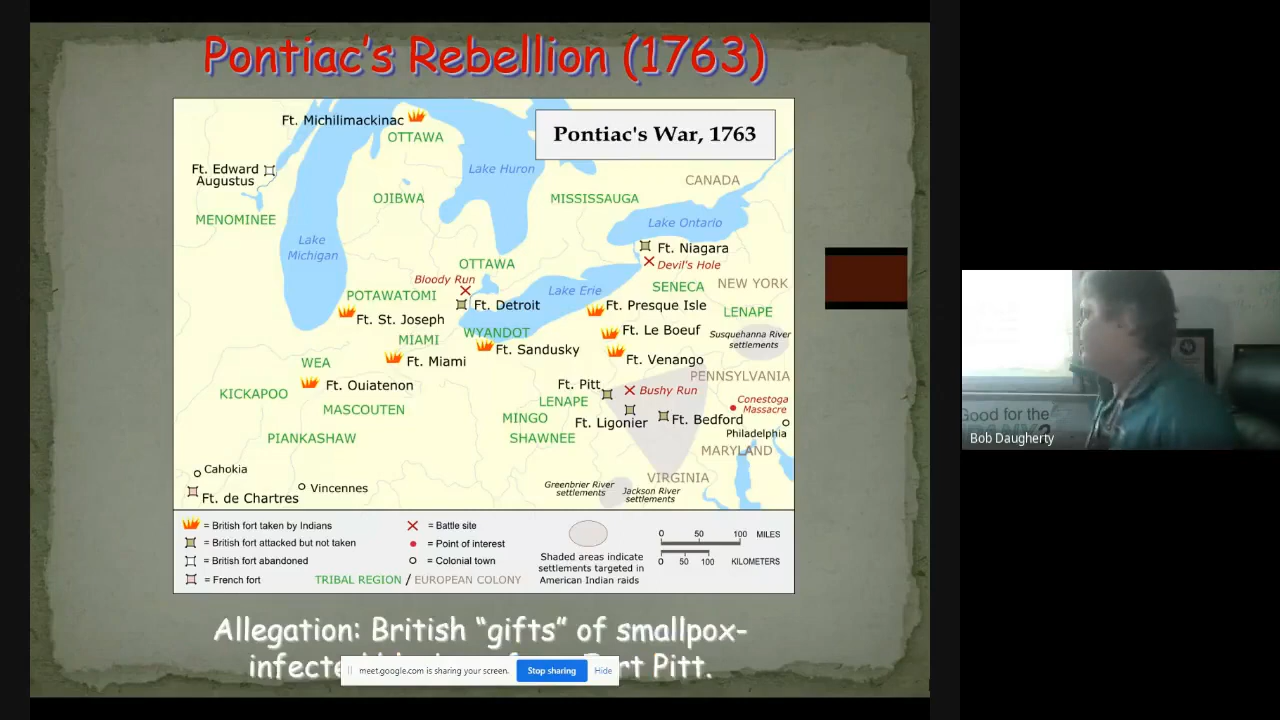 Pontiac's Rebellion (1763)
Pontiac's War, 1763
Ft. Michilimackinac
OTTAWA
Ft. Edward
Augustus
Lake Huron
CANADA
OJIBWA
MISSISSAUGA
MENOMINEE
Lake Ontario
Lake
Michigan
Ft. Niagara
Devil's Hole
OTTAWA
Bloody Run
Lake Erie
SENECA
NEW YORK
POTAWATOMI
Ft. Detroit
Ft. Presque Isle
LENAPE
Ft. St. Joseph
WYANDOT
Ft. Le Boeuf
Susquehanna River
settlements
MIAMI
Ft. Sandusky
Ft. Venango
WEA
Ft. Miami
PENNSYLVANIA
Ft. Ouiatenon
Ft. Pitt
Bushy Run
KICKAPOO
LENAPE
Conestoga
Massacre
MASCOUTEN
MINGO
Ft. Ligonier
Ft. Bedford
Philadelphia
PIANKASHAW
SHAWNEE
MARYLAND
Cahokia
VIRGINIA
Vincennes
Greenbrier River
settlements
Jackson River
settlements
Ft. de Chartres
= British fort taken by Indians
= British fort attacked but not taken
= British fort abandoned
= French fort
= Battle site
= Point of interest
= Colonial town
TRIBAL REGION / EUROPEAN COLONY
Shaded areas indicate
settlements targeted in
American Indian raids
0 50 100 MILES
0 50 100 KILOMETERS
Allegation: British “gifts” of smallpox-
Pitt.
meet.google.com is sharing your screen. Stop sharing Hide
Good for the
Bob Daugherty